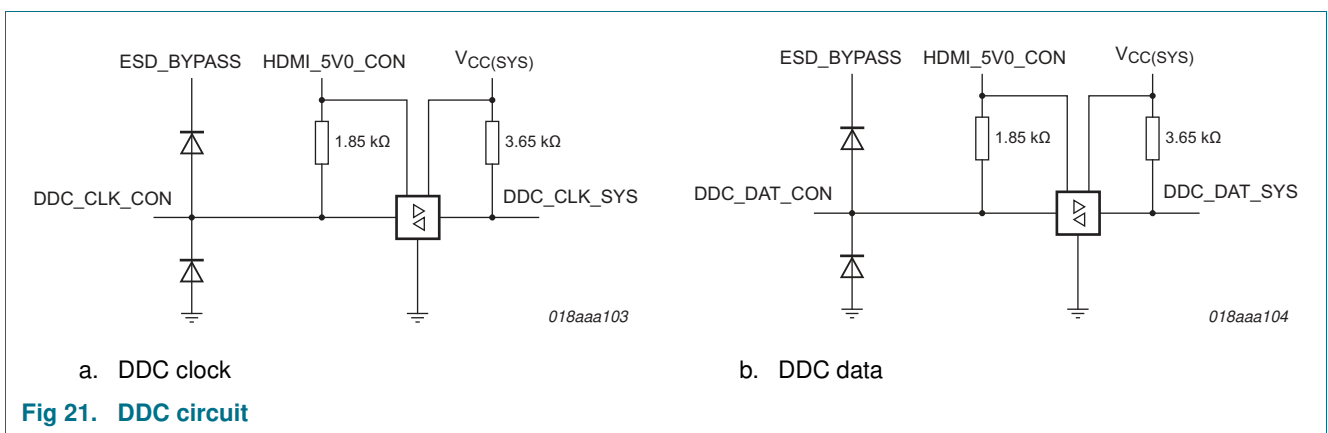 ESD_BYPASS HDMI_5V0_CON VCC(SYS)
1.85 kΩ 3.65 kΩ
DDC_CLK_CON DDC_CLK_SYS
018aaa103
a. DDC clock
ESD_BYPASS HDMI_5V0_CON VCC(SYS)
1.85 kΩ 3.65 kΩ
DDC_DAT_CON DDC_DAT_SYS
018aaa104
b. DDC data
Fig 21. DDC circuit